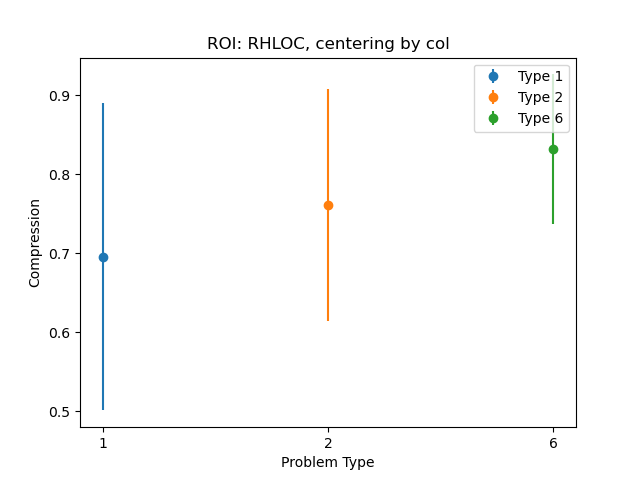 ROI: RHLOC, centering by col
Compression
0.9
0.8
0.7
0.6
0.5
Type 1
Type 2
Type 6
1
2
6
Problem Type